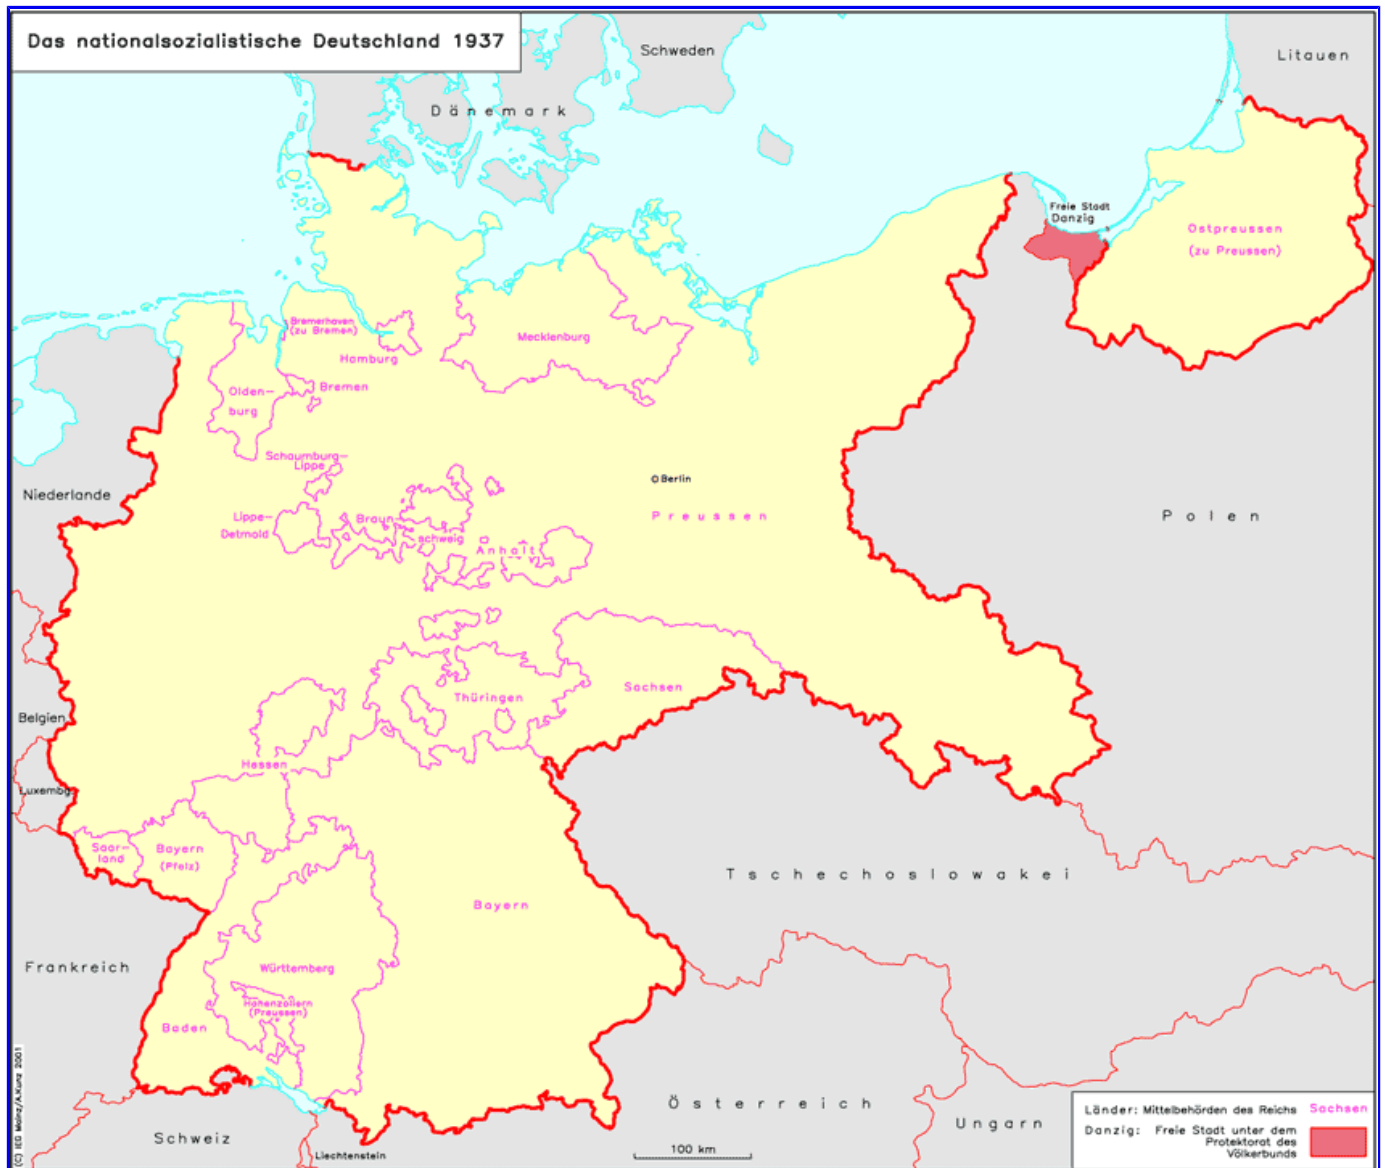 Das nationalsozialistische Deutschland 1937
Schweden
Litauen
Dänemark
Freie Stadt
Danzig
Ostpreussen
(zu Preussen)
Bremerhaven
(zu Bremen)
Mecklenburg
Hamburg
Bremen
Olden-
burg
Schaumburg-
Lippe
Berlin
Niederlande
Preussen
Polen
Lippe-
Detmold
Braun-
schweig
Anhalt
Thüringen
Sachsen
Belgien
Hessen
Luxembg.
Saar-
land
Bayern
(Pfalz)
Tschechoslowakei
Bayern
Frankreich
Württemberg
Hohenzollern
(Preussen)
Baden
Österreich
Ungarn
Schweiz
Liechtenstein
100 km
Länder: Mittelbehörden des Reichs Sachsen
Danzig: Freie Stadt unter dem
Protektorat des
Völkerbunds
(C) IEG Mainz/A.Kunz 2001